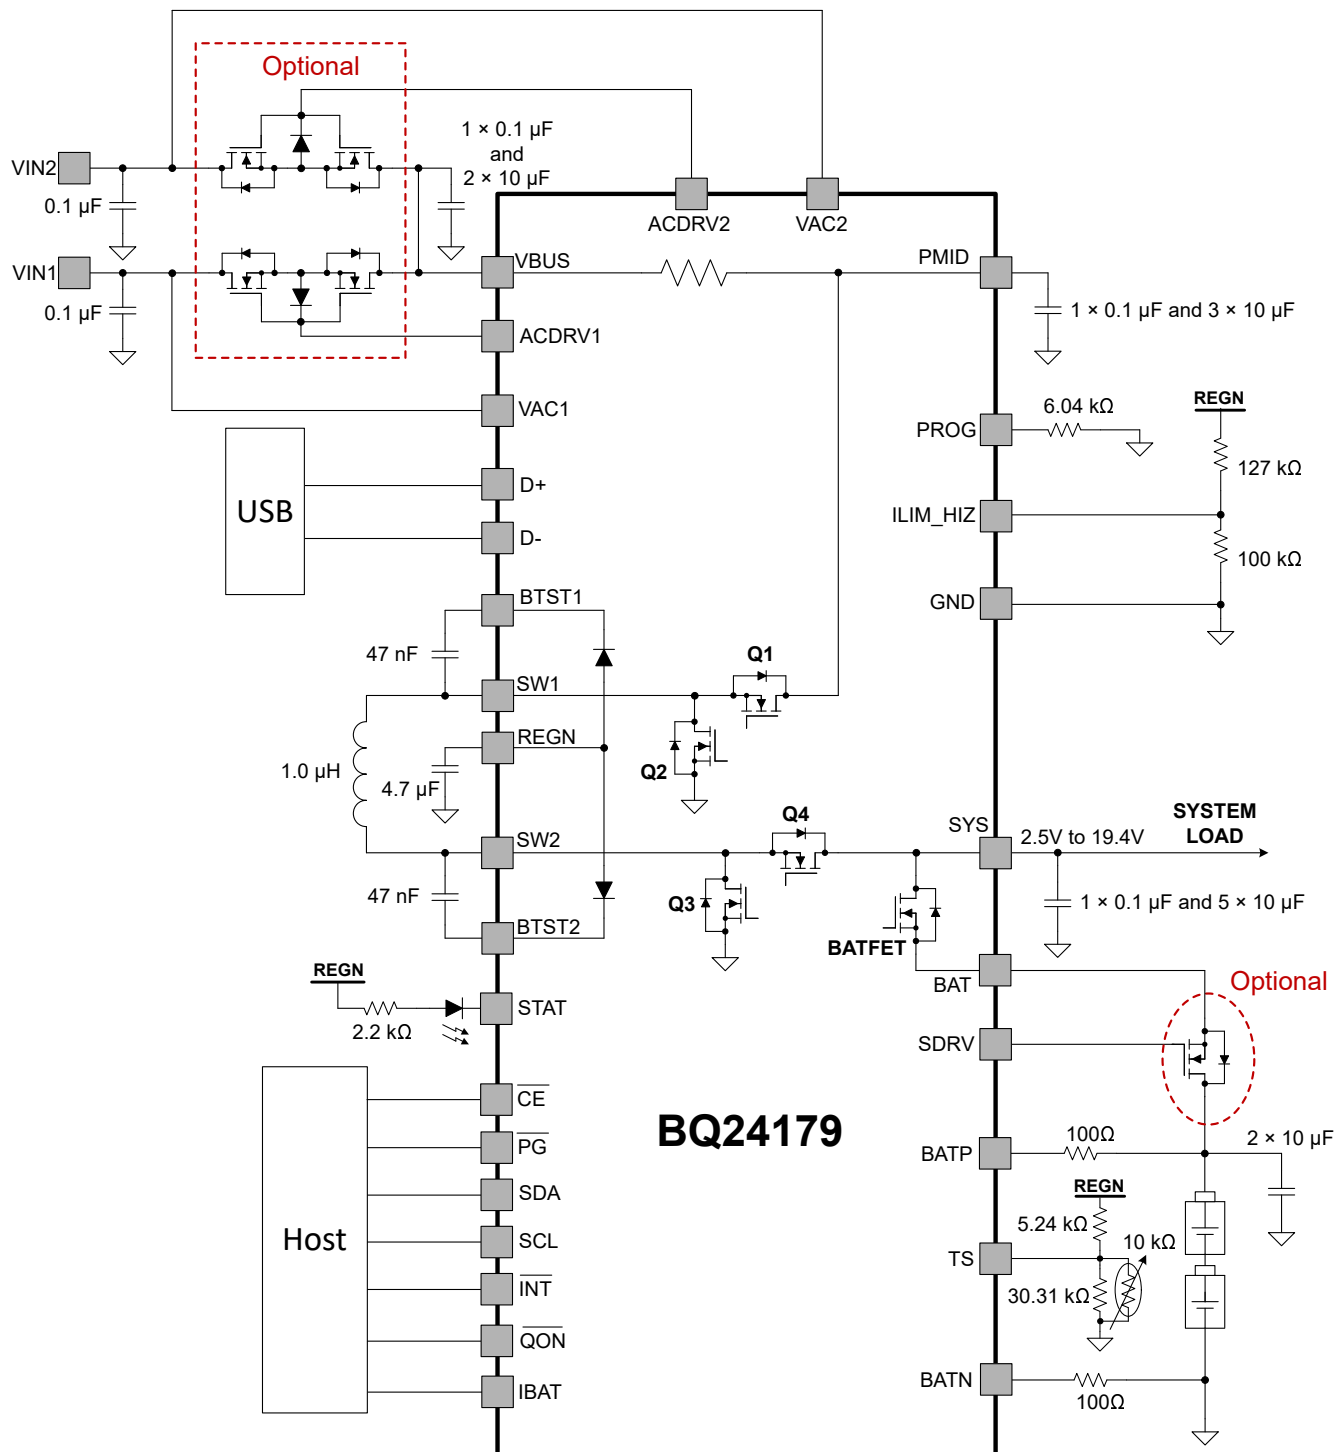 Optional
1 × 0.1 µF
and
2 × 10 µF
VIN2
0.1 µF
ACDRV2
VAC2
VIN1
0.1 µF
VBUS
PMID
1 × 0.1 µF and 3 × 10 µF
ACDRV1
VAC1
6.04 kΩ
REGN
PROG
127 kΩ
USB
D+
D-
ILIM_HIZ
100 kΩ
BTST1
GND
47 nF
Q1
SW1
REGN
1.0 µH
4.7 µF
Q2
Q4
SYS
SYSTEM
LOAD
2.5V to 19.4V
SW2
47 nF
Q3
1 × 0.1 µF and 5 × 10 µF
BTST2
BATFET
REGN
BAT
Optional
STAT
2.2 kΩ
SDRV
Host
CE
PG
SDA
SCL
INT
QON
IBAT
BQ24179
100Ω
BATP
2 × 10 µF
REGN
5.24 kΩ
10 kΩ
TS
30.31 kΩ
BATN
100Ω